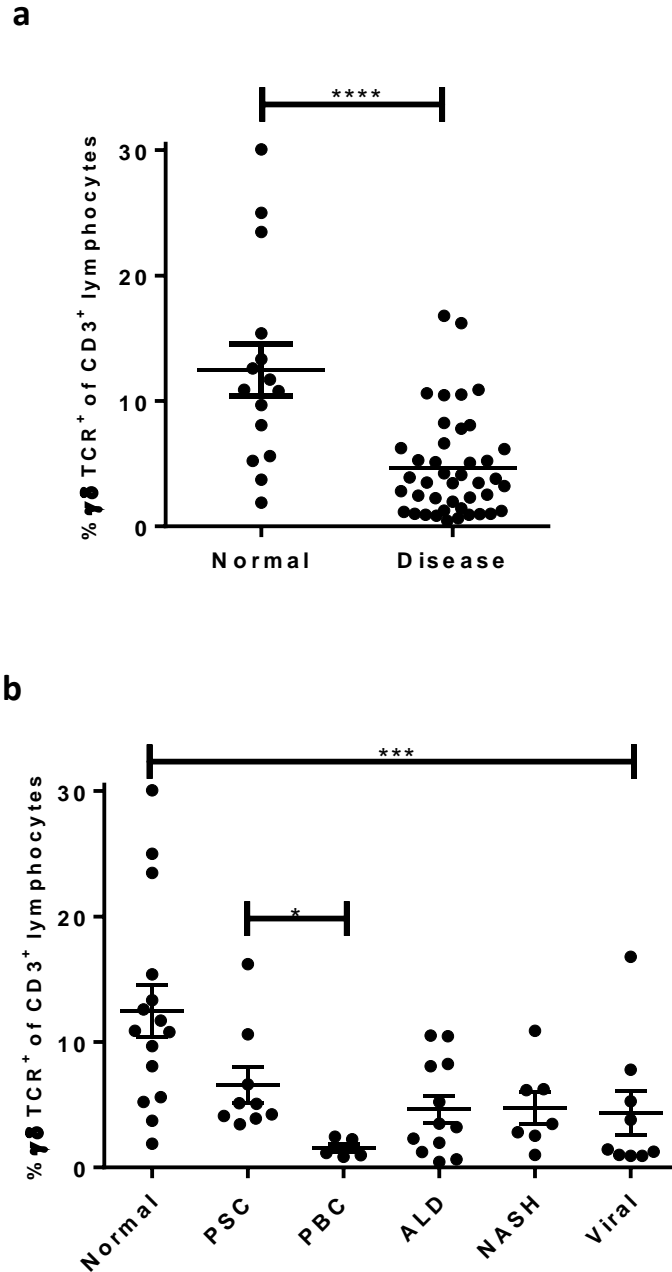 a
****
% γδ TCR⁺ of CD3⁺ lymphocytes
30
20
10
0
Normal Disease
b
***
*
% γδ TCR⁺ of CD3⁺ lymphocytes
30
20
10
0
Normal PSC PBC ALD NASH Viral